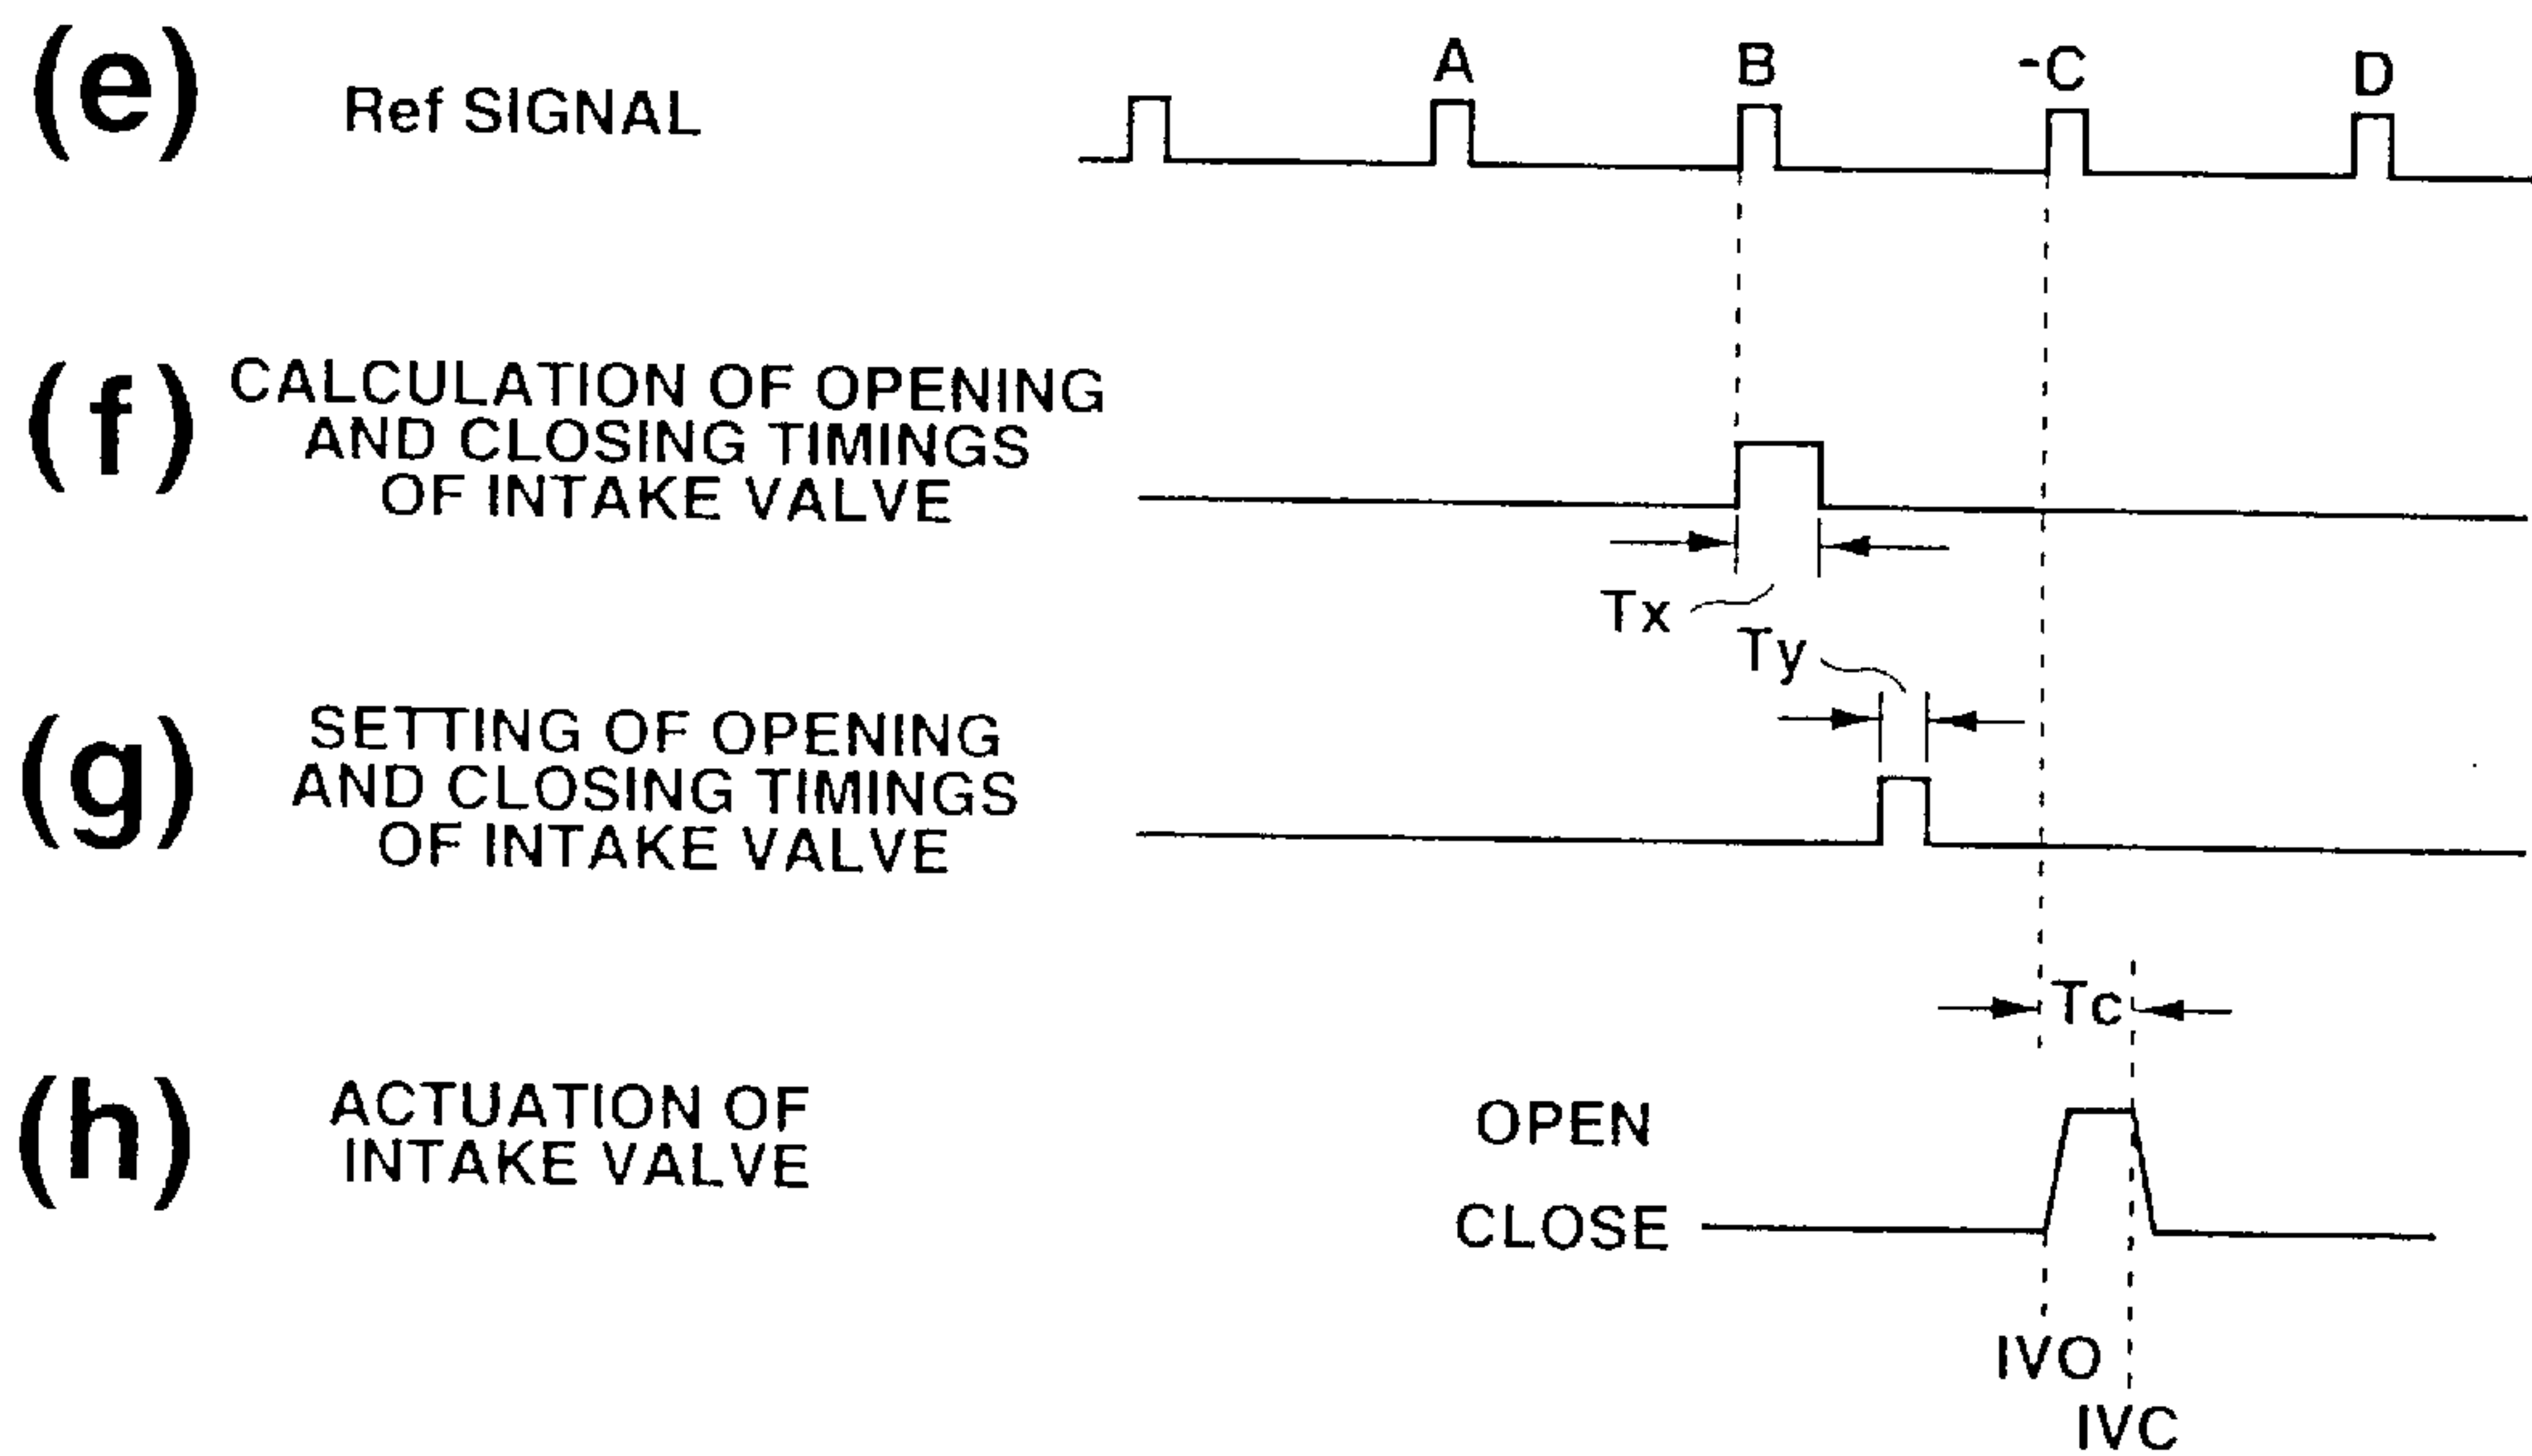 (e) Ref SIGNAL
A B -C D
(f) CALCULATION OF OPENING
AND CLOSING TIMINGS
OF INTAKE VALVE
Tx
Ty
(g) SETTING OF OPENING
AND CLOSING TIMINGS
OF INTAKE VALVE
Tc
(h) ACTUATION OF
INTAKE VALVE
OPEN
CLOSE
IVO
IVC